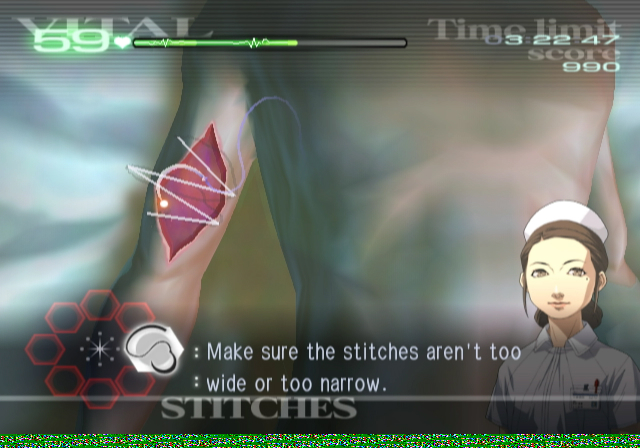 VITAL
59
Time limit
03:22:47
score
990
: Make sure the stitches aren't too
: wide or too narrow.
STITCHES